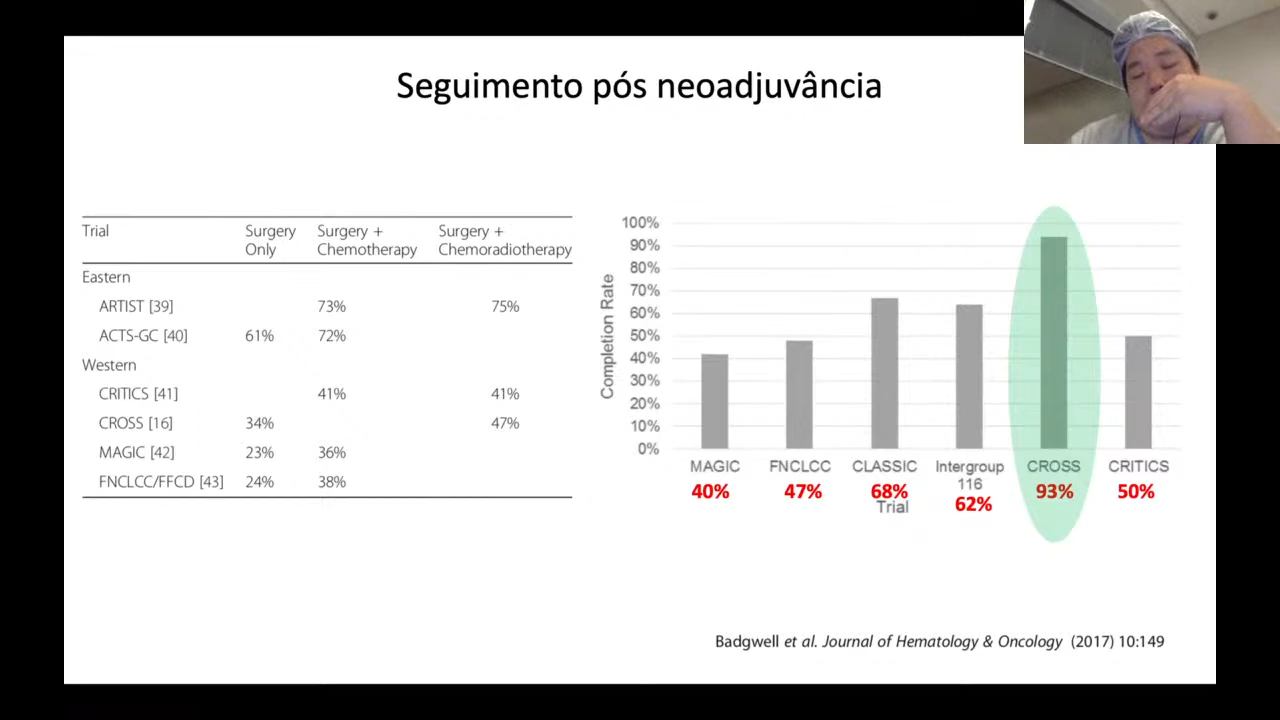 Seguimento pós neoadjuvância
Trial Surgery Only Surgery + Chemotherapy Surgery + Chemoradiotherapy
Eastern
ARTIST [39] 73% 75%
ACTS-GC [40] 61% 72%
Western
CRITICS [41] 41% 41%
CROSS [16] 34% 47%
MAGIC [42] 23% 36%
FNCLCC/FFCD [43] 24% 38%
Completion Rate
100%
90%
80%
70%
60%
50%
40%
30%
20%
10%
0%
MAGIC FNCLCC CLASSIC Intergroup 116 CROSS CRITICS
40% 47% 68% 62% 93% 50%
Trial
Badgwell et al. Journal of Hematology & Oncology (2017) 10:149